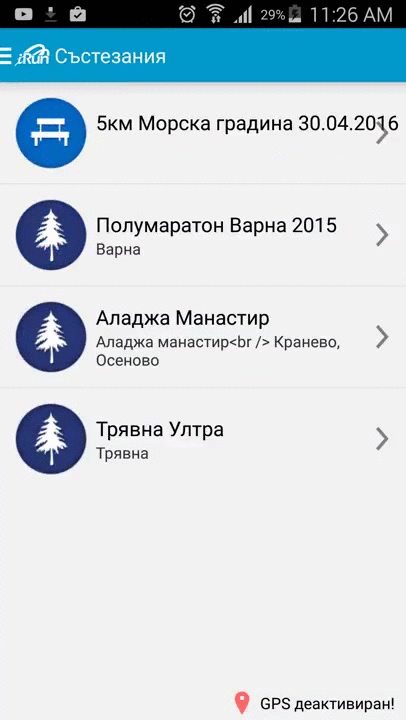 29% 11:26 AM
iRun Състезания
5км Морска градина 30.04.2016
Полумаратон Варна 2015
Варна
Аладжа Манастир
Аладжа манастир<br /> Кранево,
Осеново
Трявна Ултра
Трявна
GPS деактивиран!